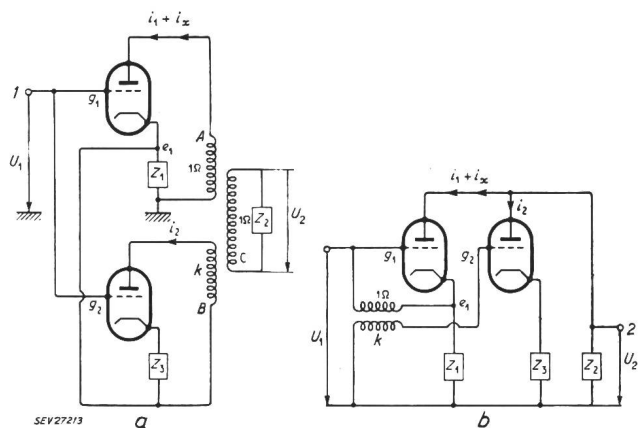 i₁ + iₓ
1
g₁
U₁
e₁
A
1Ω
Z₁
1Ω
Z₂
U₂
C
i₂
k
B
g₂
Z₃
SEV27213
a
i₁ + iₓ
i₂
g₁
g₂
1Ω
e₁
k
U₁
Z₁
Z₃
Z₂
2
U₂
b